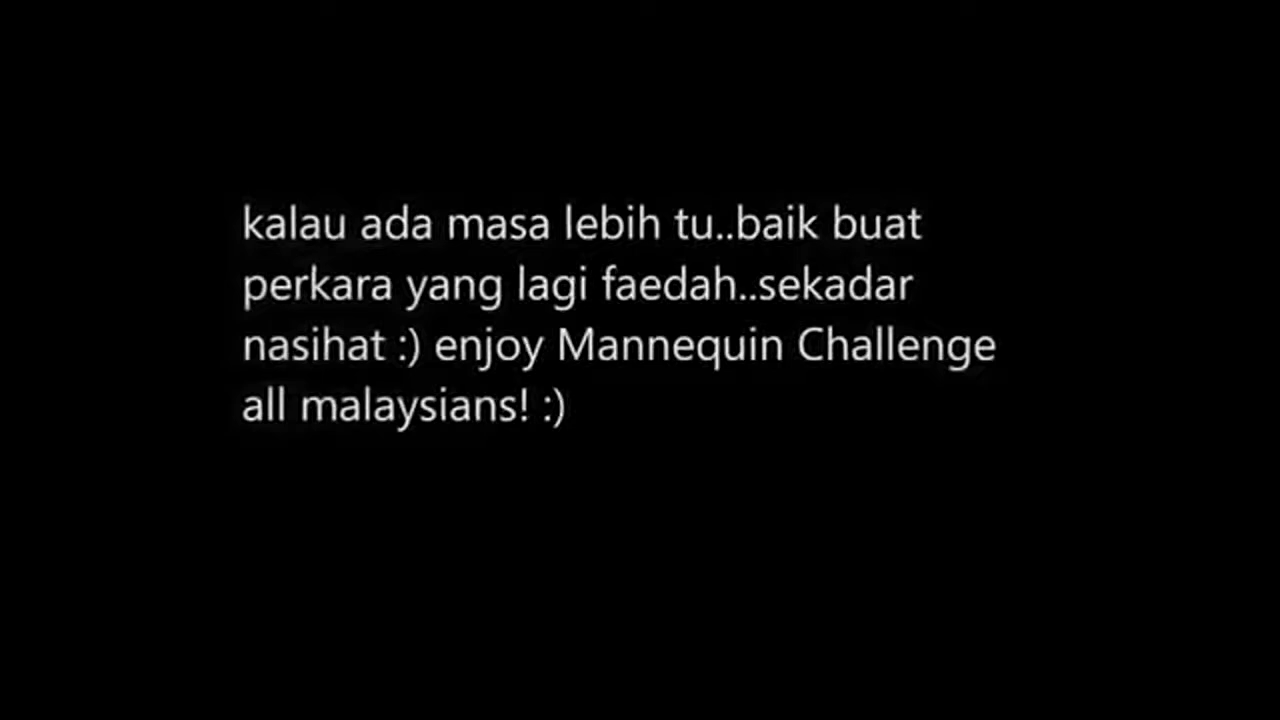 kalau ada masa lebih tu..baik buat
perkara yang lagi faedah..sekadar
nasihat :) enjoy Mannequin Challenge
all malaysians! :)